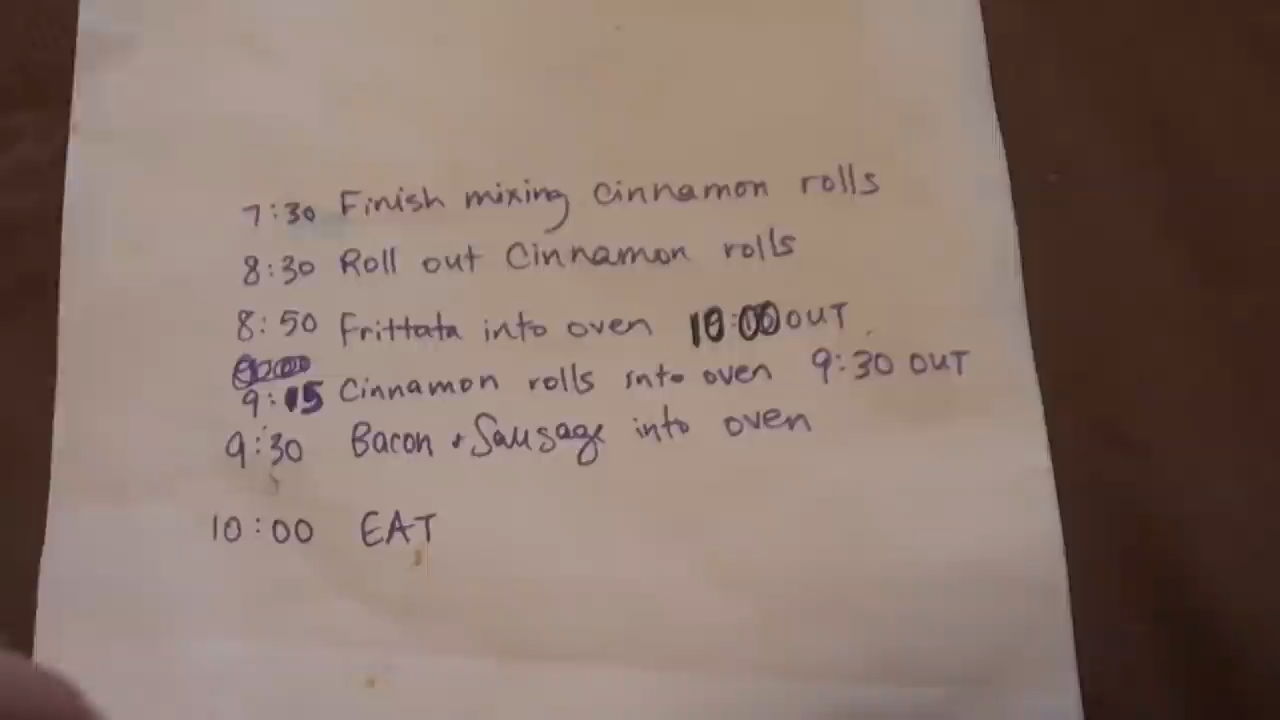 7:30 Finish mixing cinnamon rolls
8:30 Roll out Cinnamon rolls
8:50 Frittata into oven 10:00 OUT
9:15 Cinnamon rolls into oven 9:30 OUT
9:30 Bacon + Sausage into oven
10:00 EAT